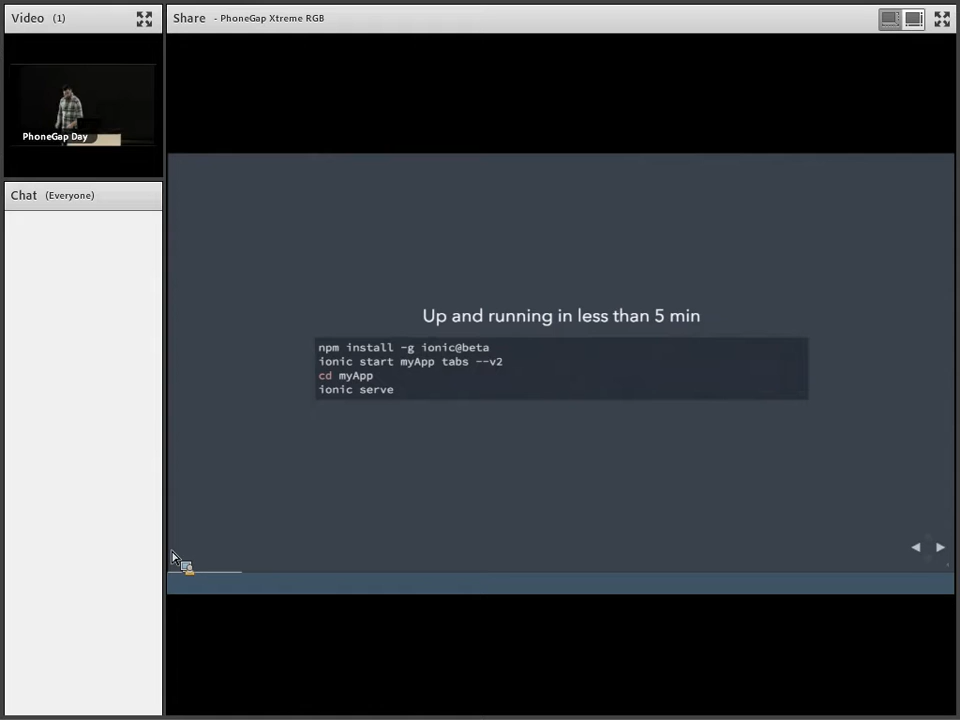 Video (1)
Share - PhoneGap Xtreme RGB
PhoneGap Day
Chat (Everyone)
Up and running in less than 5 min
npm install -g ionic@beta
ionic start myApp tabs --v2
cd myApp
ionic serve